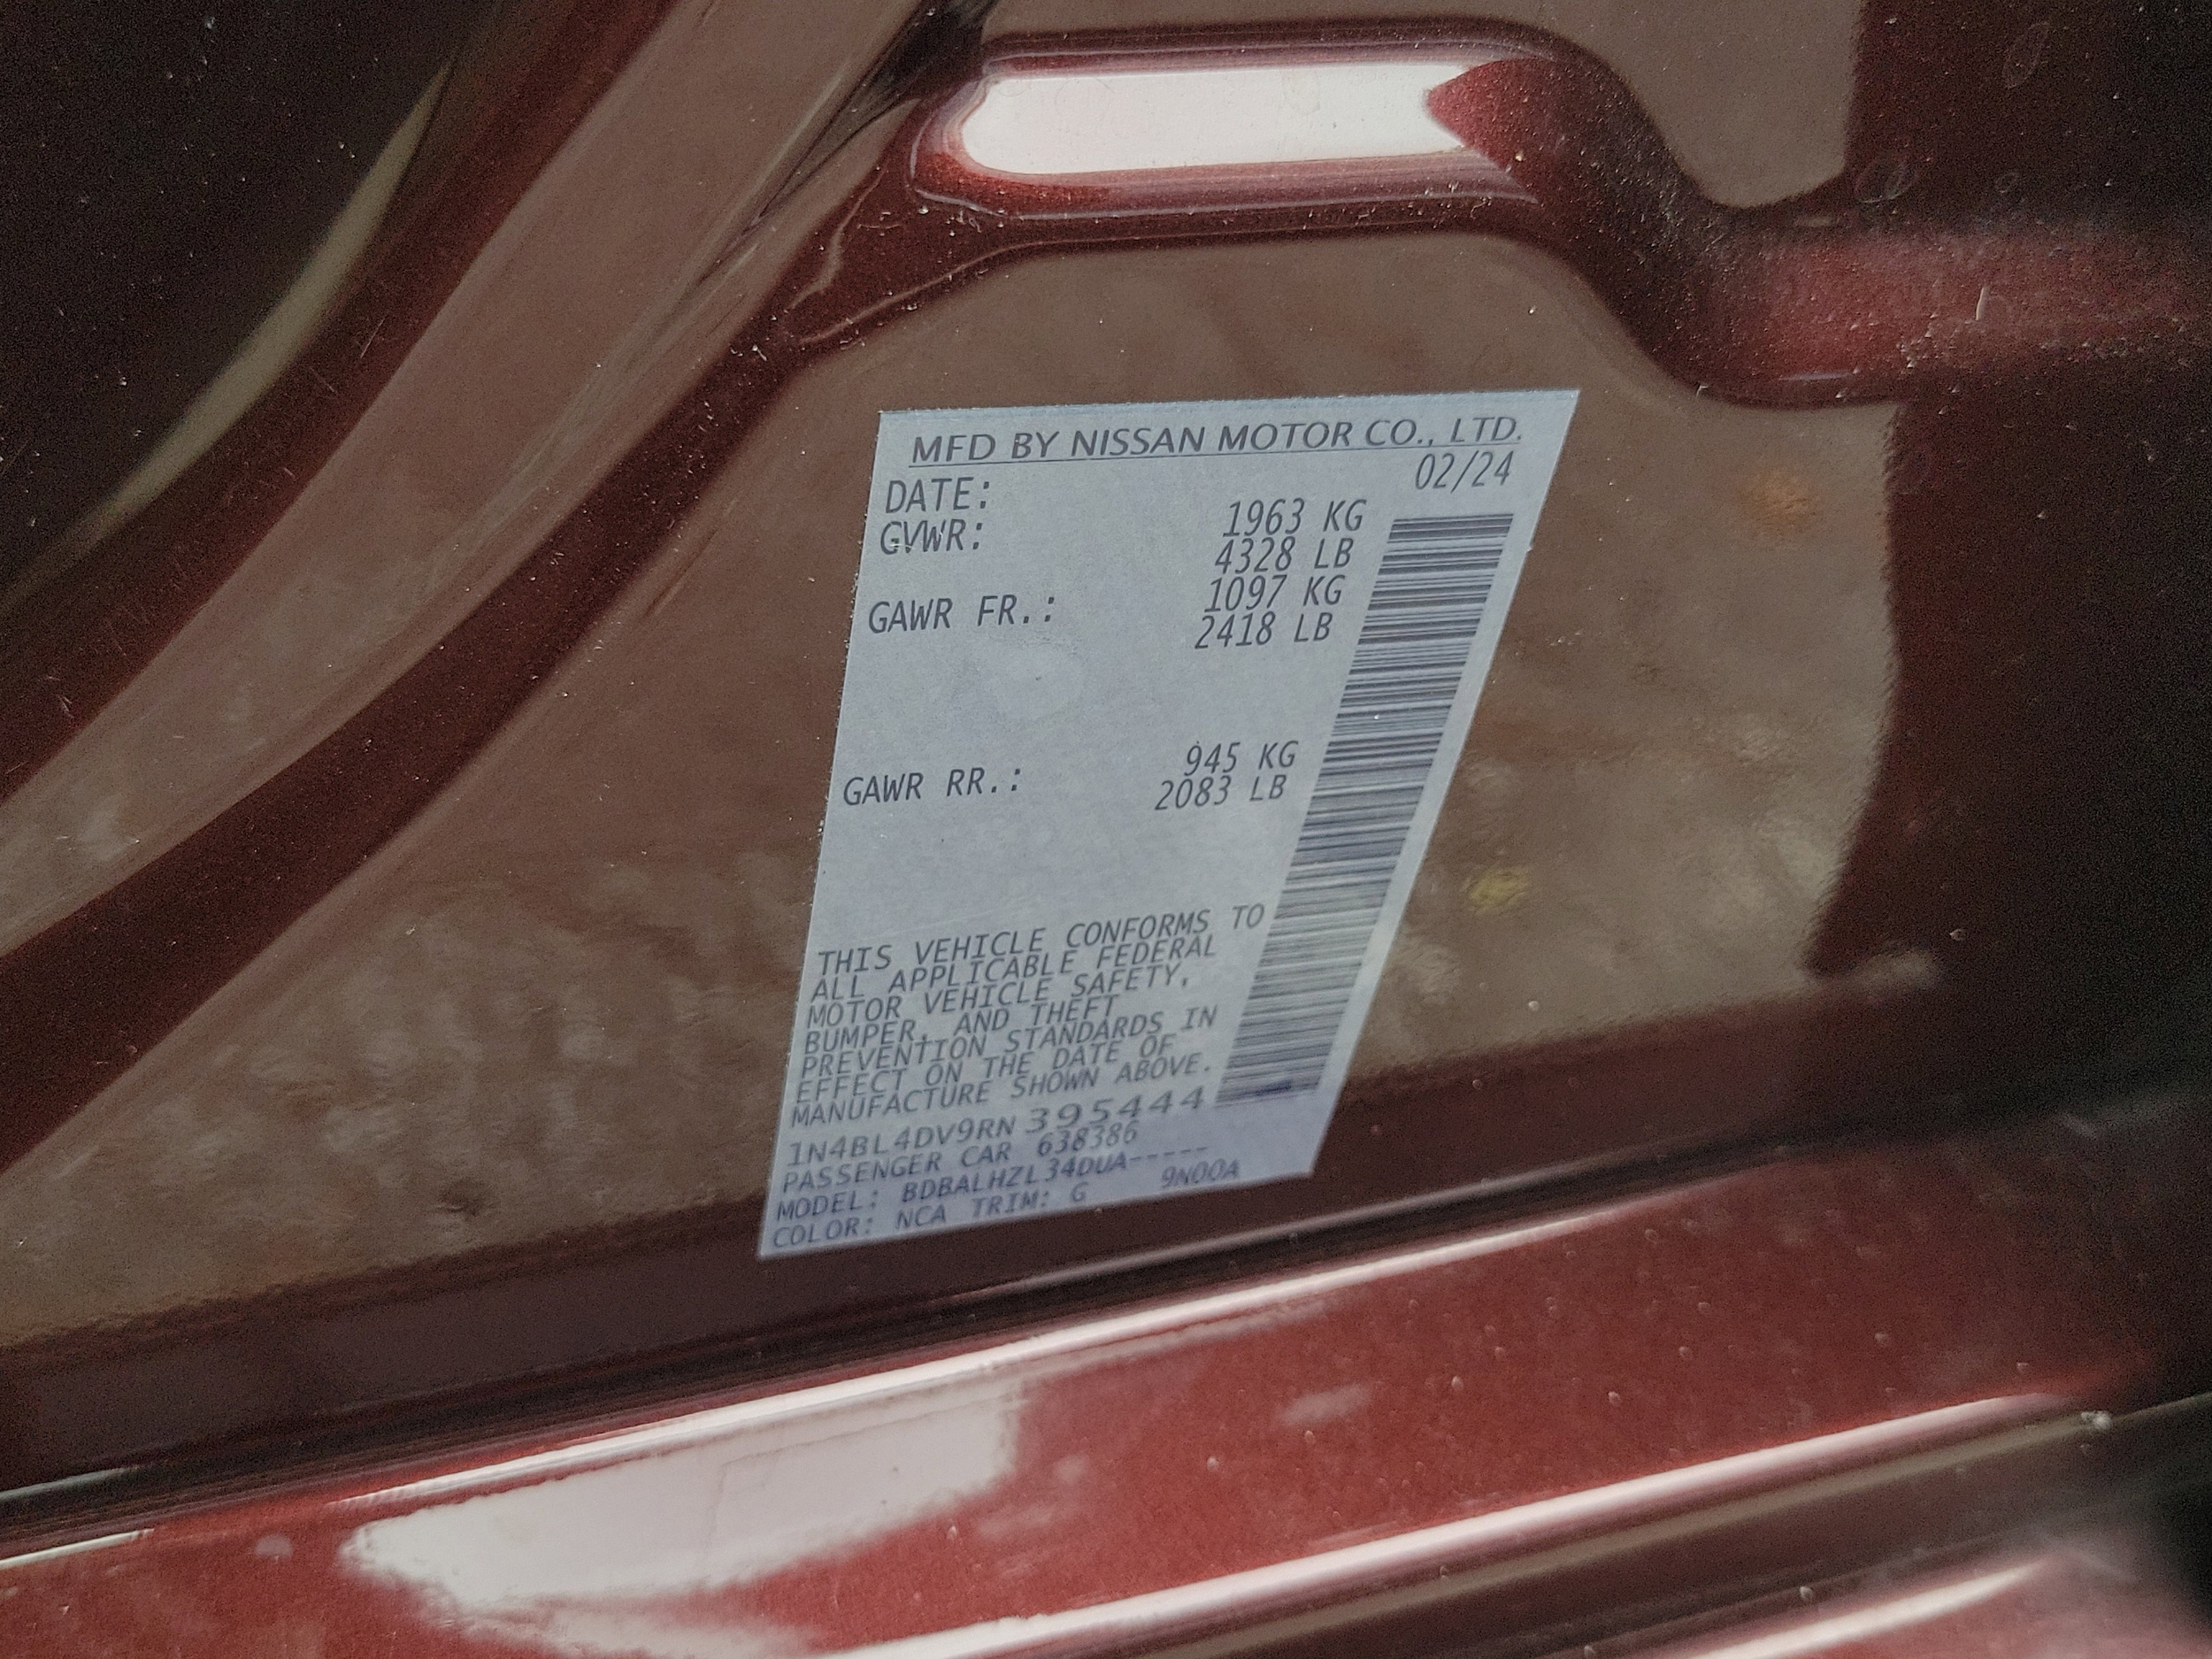 MFD BY NISSAN MOTOR CO., LTD.
DATE: 02/24
GVWR: 1963 KG
4328 LB
GAWR FR.: 1097 KG
2418 LB
GAWR RR.: 945 KG
2083 LB
THIS VEHICLE CONFORMS TO
ALL APPLICABLE FEDERAL
MOTOR VEHICLE SAFETY,
BUMPER, AND THEFT
PREVENTION STANDARDS IN
EFFECT ON THE DATE OF
MANUFACTURE SHOWN ABOVE.
1N4BL4DV9RN395444
PASSENGER CAR 638386
MODEL: BDBALHZL34DUA-----
COLOR: NCA TRIM: G 9N00A